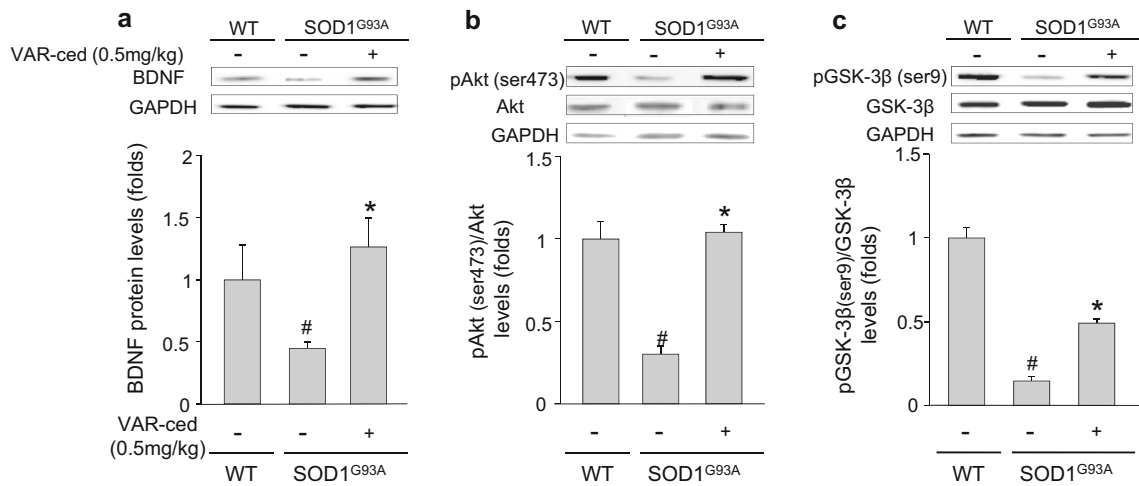 a
WT SOD1G93A
VAR-ced (0.5mg/kg) - - +
BDNF
GAPDH
BDNF protein levels (folds)
2
1.5
1
0.5
0
#
*
VAR-ced
(0.5mg/kg)
- - +
WT SOD1G93A
b
WT SOD1G93A
- - +
pAkt (ser473)
Akt
GAPDH
pAkt (ser473)/Akt
levels (folds)
1.5
1
0.5
0
#
*
- - +
WT SOD1G93A
c
WT SOD1G93A
- - +
pGSK-3β (ser9)
GSK-3β
GAPDH
pGSK-3β(ser9)/GSK-3β
levels (folds)
1.5
1
0.5
0
#
*
- - +
WT SOD1G93A